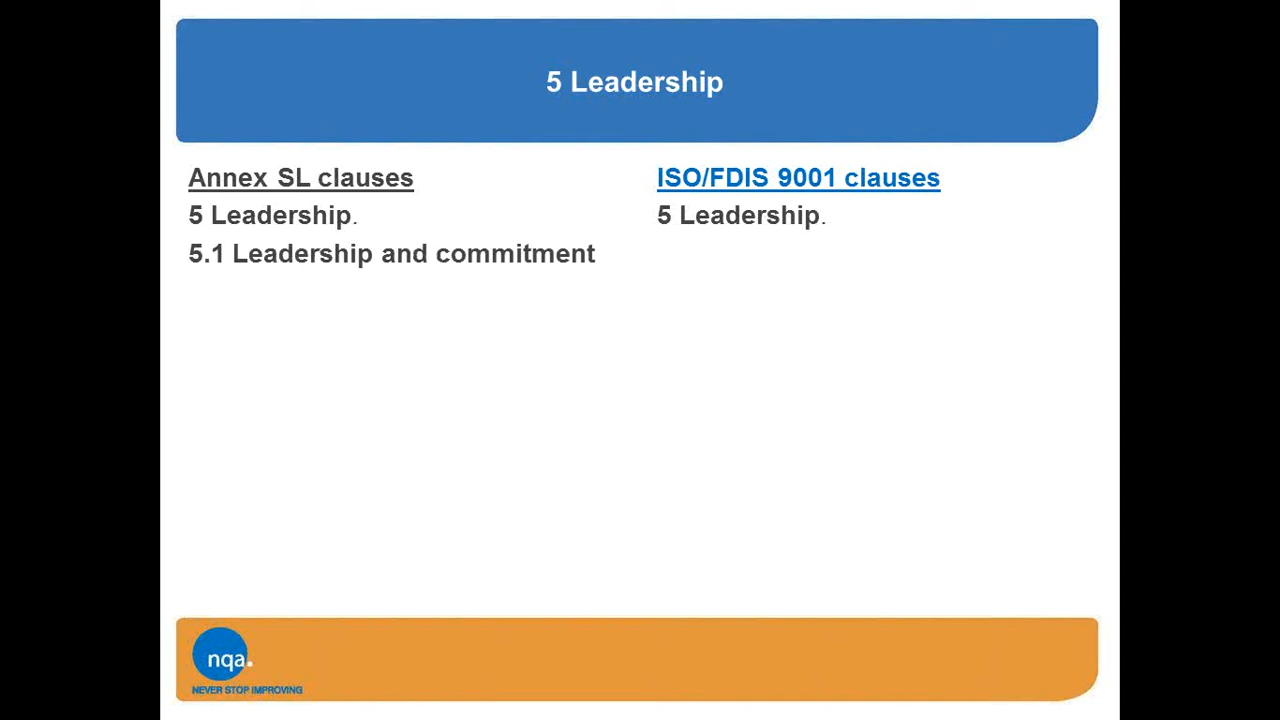 5 Leadership
Annex SL clauses
5 Leadership.
5.1 Leadership and commitment
ISO/FDIS 9001 clauses
5 Leadership.
nqa.
NEVER STOP IMPROVING